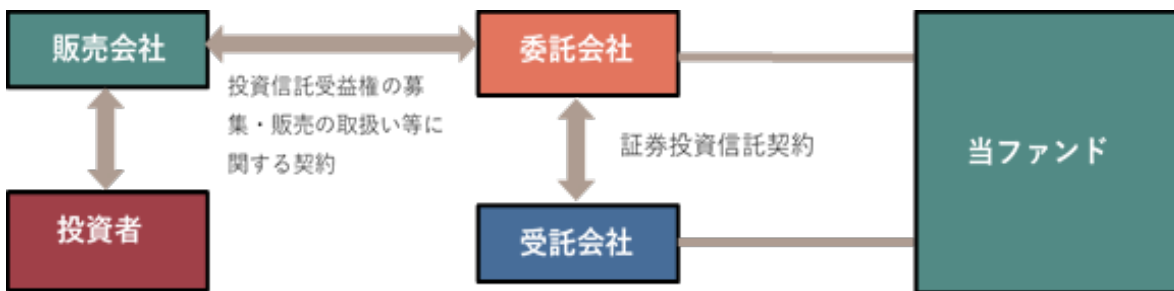 販売会社
委託会社
投資信託受益権の募
集・販売の取扱い等に
関する契約
証券投資信託契約
当ファンド
投資者
受託会社